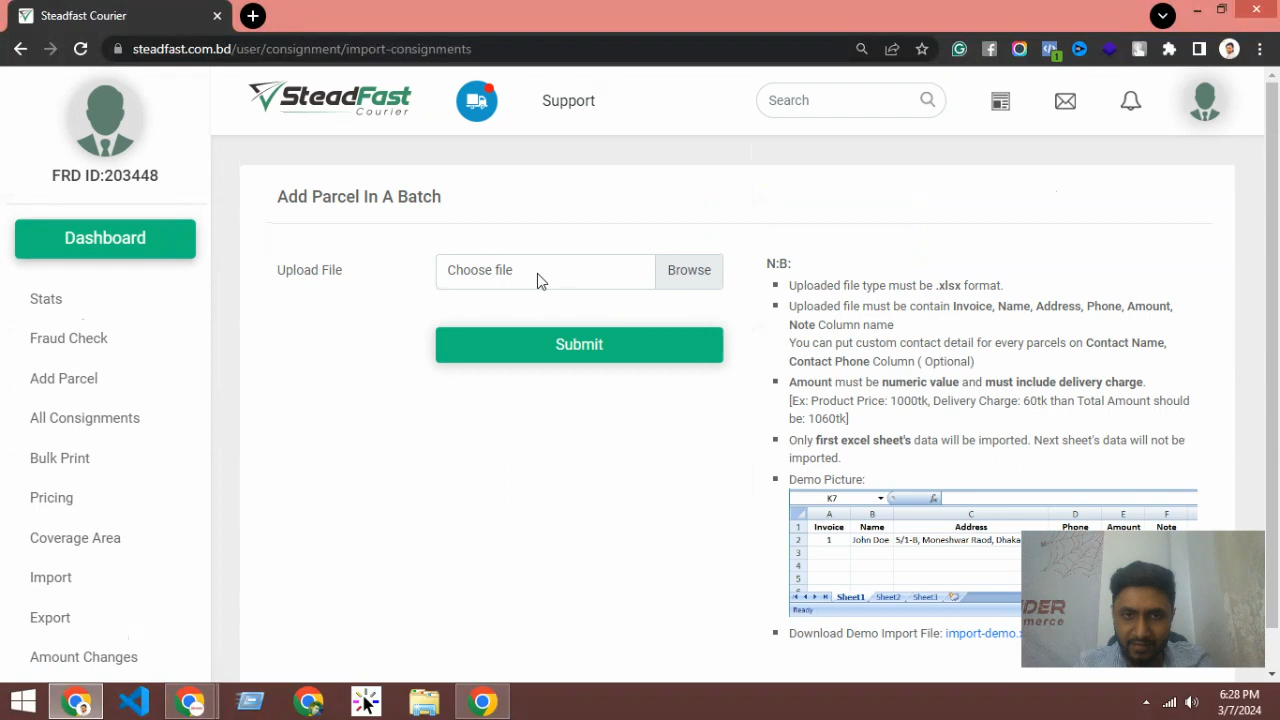 Steadfast Courier
steadfast.com.bd/user/consignment/import-consignments
1
SteadFast
Courier
Support
Search
FRD ID:203448
Dashboard
Stats
Fraud Check
Add Parcel
All Consignments
Bulk Print
Pricing
Coverage Area
Import
Export
Amount Changes
Add Parcel In A Batch
Upload File
Choose file
Browse
Submit
N:B:
Uploaded file type must be .xlsx format.
Uploaded file must be contain Invoice, Name, Address, Phone, Amount,
Note Column name
You can put custom contact detail for every parcels on Contact Name,
Contact Phone Column ( Optional)
Amount must be numeric value and must include delivery charge.
[Ex: Product Price: 1000tk, Delivery Charge: 60tk than Total Amount should
be: 1060tk]
Only first excel sheet's data will be imported. Next sheet's data will not be
imported.
Demo Picture:
K7 fx
A B C D E F
1 Invoice Name Address Phone Amount Note
2 1 John Doe 5/1-B, Moneshwar Raod, Dhaka
3
4
5
Sheet1 Sheet2 Sheet3
Ready
Download Demo Import File: import-demo.x
6:28 PM
3/7/2024